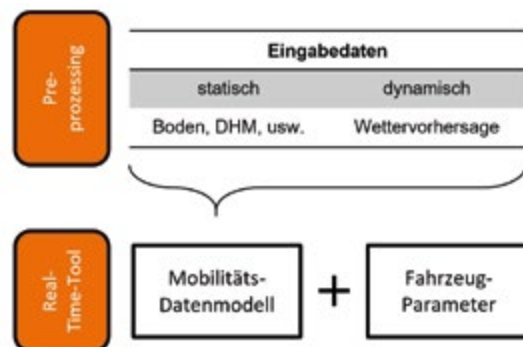 Pre-
prozessing
Eingabedaten
statisch dynamisch
Boden, DHM, usw. Wettervorhersage
Real-
Time-Tool
Mobilitäts-
Datenmodell
+
Fahrzeug-
Parameter